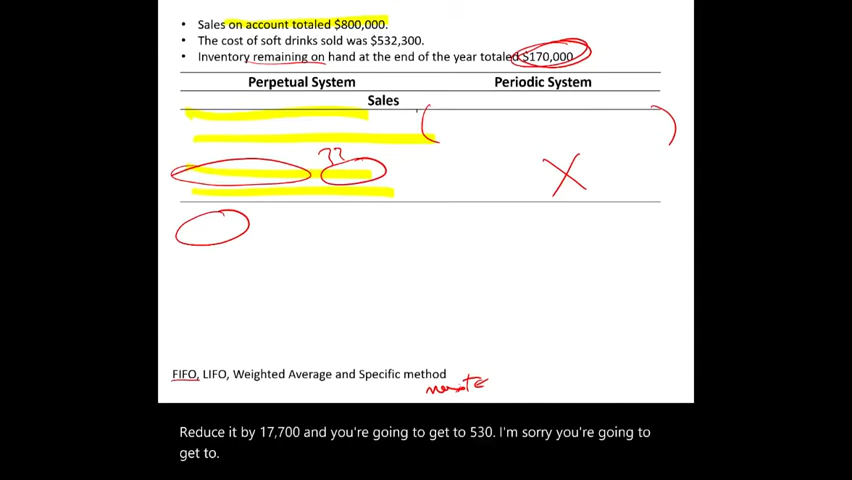 • Sales on account totaled $800,000.
• The cost of soft drinks sold was $532,300.
• Inventory remaining on hand at the end of the year totaled $170,000
Perpetual System Periodic System
Sales
??
FIFO, LIFO, Weighted Average and Specific method
Reduce it by 17,700 and you're going to get to 530. I'm sorry you're going to
get to.